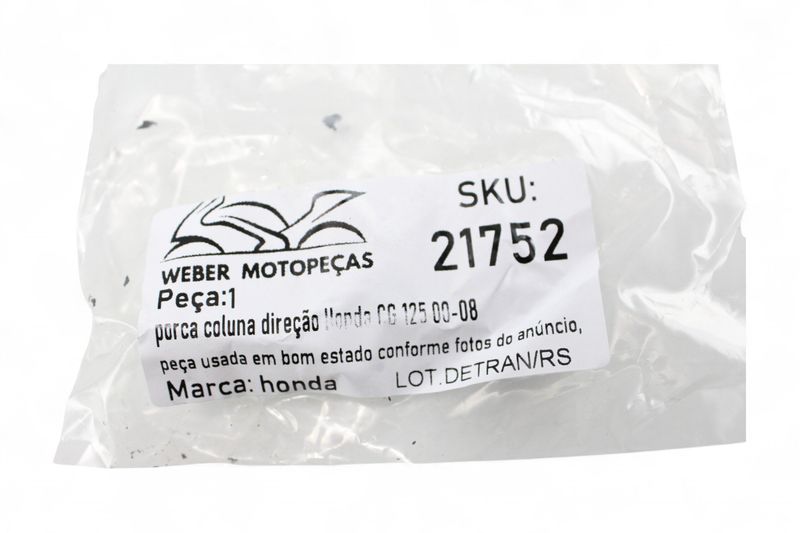 WEBER MOTOPEÇAS
SKU:
21752
Peça:1
porca coluna direção Honda CG 125 00-08
peça usada em bom estado conforme fotos do anúncio,
Marca: honda
LOT.DETRAN/RS